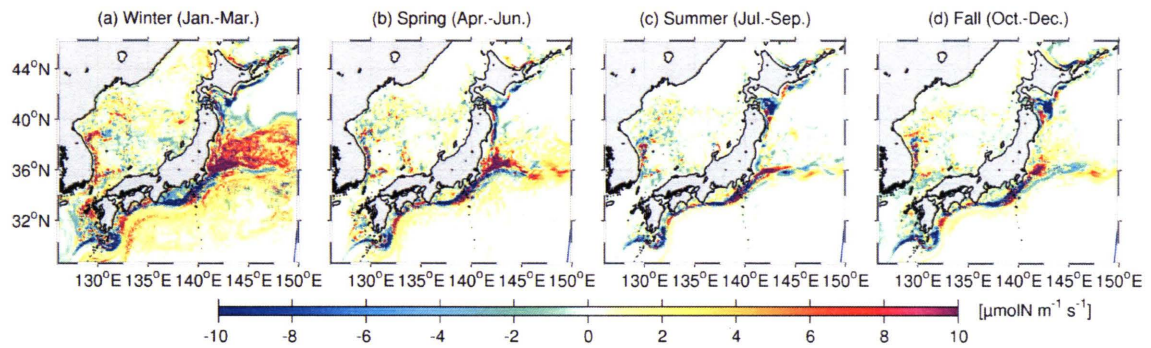 (a) Winter (Jan.-Mar.) (b) Spring (Apr.-Jun.) (c) Summer (Jul.-Sep.) (d) Fall (Oct.-Dec.)
44°N
40°N
36°N
32°N
130°E 135°E 140°E 145°E 150°E 130°E 135°E 140°E 145°E 150°E 130°E 135°E 140°E 145°E 150°E 130°E 135°E 140°E 145°E 150°E
-10 -8 -6 -4 -2 0 2 4 6 8 10 [μmolN m⁻¹ s⁻¹]